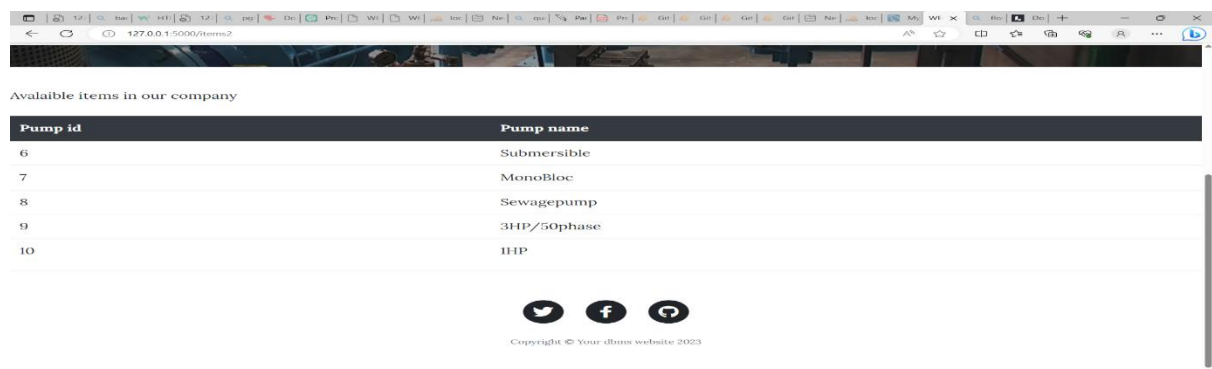 127.0.0.1:5000/items2
Avalaible items in our company
Pump id Pump name
6 Submersible
7 MonoBloc
8 Sewagepump
9 3HP/50phase
10 1HP
Copyright © Your dbms website 2023